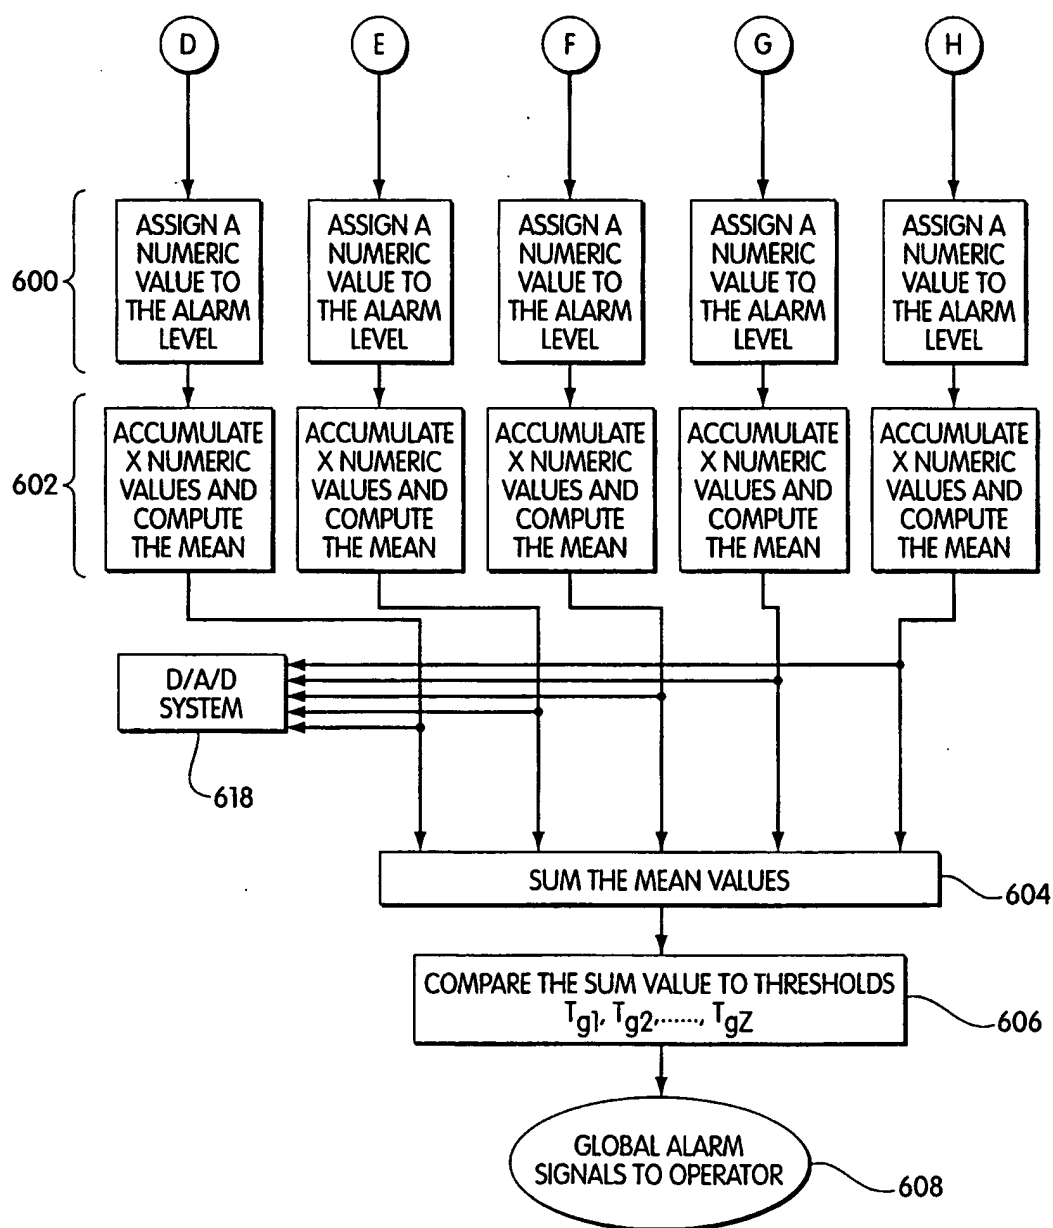 D
E
F
G
H
600
ASSIGN A
NUMERIC
VALUE TO
THE ALARM
LEVEL
ASSIGN A
NUMERIC
VALUE TO
THE ALARM
LEVEL
ASSIGN A
NUMERIC
VALUE TO
THE ALARM
LEVEL
ASSIGN A
NUMERIC
VALUE TO
THE ALARM
LEVEL
ASSIGN A
NUMERIC
VALUE TO
THE ALARM
LEVEL
602
ACCUMULATE
X NUMERIC
VALUES AND
COMPUTE
THE MEAN
ACCUMULATE
X NUMERIC
VALUES AND
COMPUTE
THE MEAN
ACCUMULATE
X NUMERIC
VALUES AND
COMPUTE
THE MEAN
ACCUMULATE
X NUMERIC
VALUES AND
COMPUTE
THE MEAN
ACCUMULATE
X NUMERIC
VALUES AND
COMPUTE
THE MEAN
D/A/D
SYSTEM
618
SUM THE MEAN VALUES
604
COMPARE THE SUM VALUE TO THRESHOLDS
Tg1, Tg2,......, TgZ
606
GLOBAL ALARM
SIGNALS TO OPERATOR
608